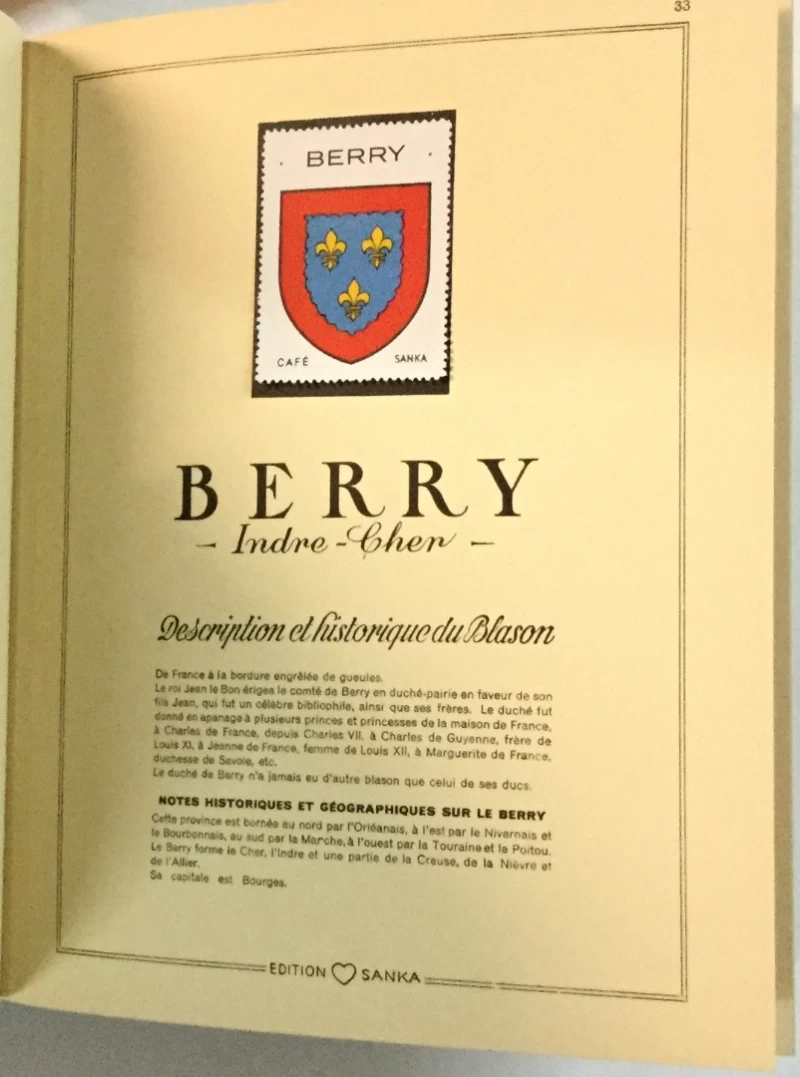 33
· BERRY ·
CAFÉ SANKA
BERRY
- Indre-Cher -
Description et historique du Blason
De France à la bordure engrêlée de gueules.
Le roi Jean le Bon érigea le comté de Berry en duché-pairie en faveur de son
fils Jean, qui fut un célèbre bibliophile, ainsi que ses frères. Le duché fut
donné en apanage à plusieurs princes et princesses de la maison de France,
à Charles de France, depuis Charles VII, à Charles de Guyenne, frère de
Louis XI, à Jeanne de France, femme de Louis XII, à Marguerite de France,
duchesse de Savoie, etc.
Le duché de Berry n'a jamais eu d'autre blason que celui de ses ducs.
NOTES HISTORIQUES ET GÉOGRAPHIQUES SUR LE BERRY
Cette province est bornée au nord par l'Orléanais, à l'est par le Nivernais et
le Bourbonnais, au sud par la Marche, à l'ouest par la Touraine et le Poitou.
Le Berry forme le Cher, l'Indre et une partie de la Creuse, de la Nièvre et
de l'Allier.
Sa capitale est Bourges.
EDITION SANKA